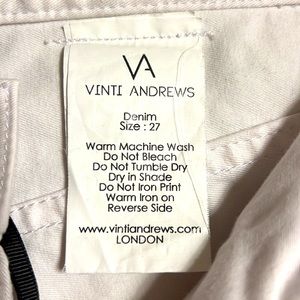 VA
VINTI ANDREWS
Denim
Size : 27
Warm Machine Wash
Do Not Bleach
Do Not Tumble Dry
Dry in Shade
Do Not Iron Print
Warm Iron on
Reverse Side
www.vintiandrews.com
LONDON